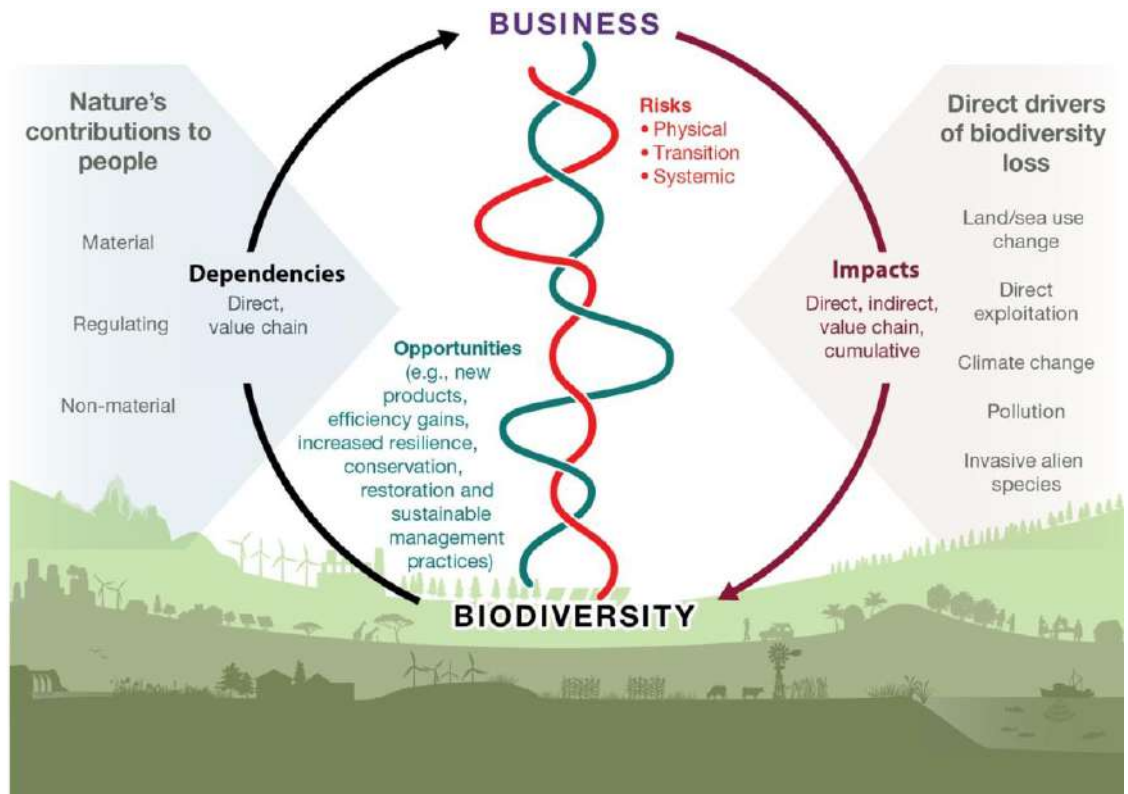 BUSINESS
Nature's
contributions to
people
Material
Regulating
Non-material
Dependencies
Direct,
value chain
Risks
• Physical
• Transition
• Systemic
Opportunities
(e.g., new
products,
efficiency gains,
increased resilience,
conservation,
restoration and
sustainable
management
practices)
Impacts
Direct, indirect,
value chain,
cumulative
Direct drivers
of biodiversity
loss
Land/sea use
change
Direct
exploitation
Climate change
Pollution
Invasive alien
species
BIODIVERSITY